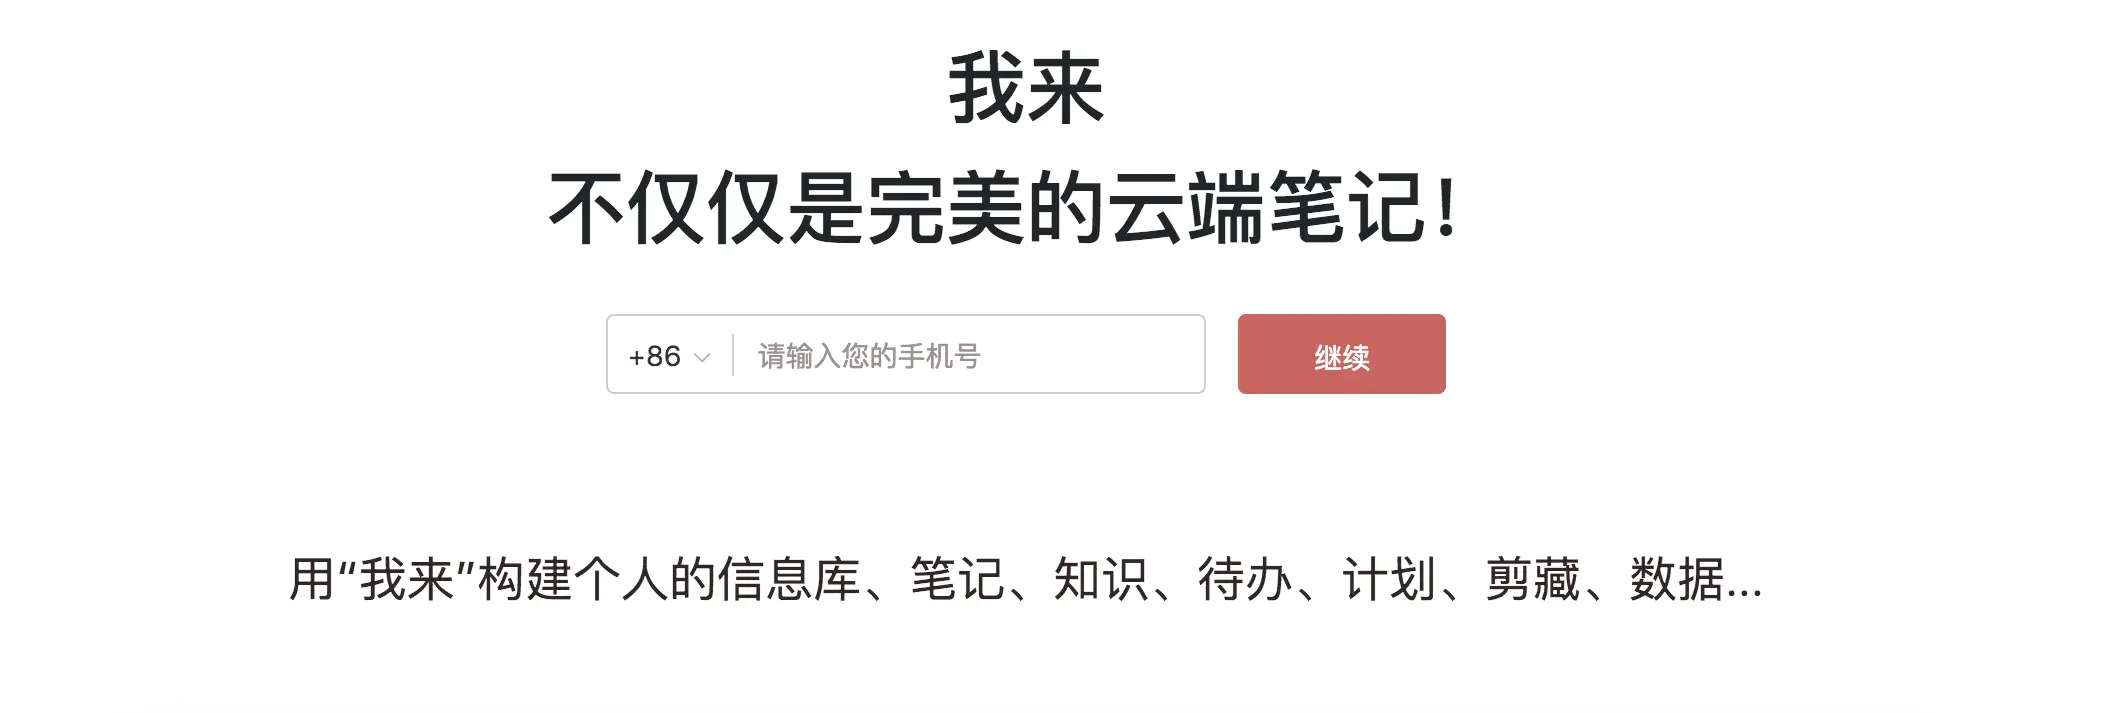 我来
不仅仅是完美的云端笔记！
+86 请输入您的手机号 继续
用“我来”构建个人的信息库、笔记、知识、待办、计划、剪藏、数据...